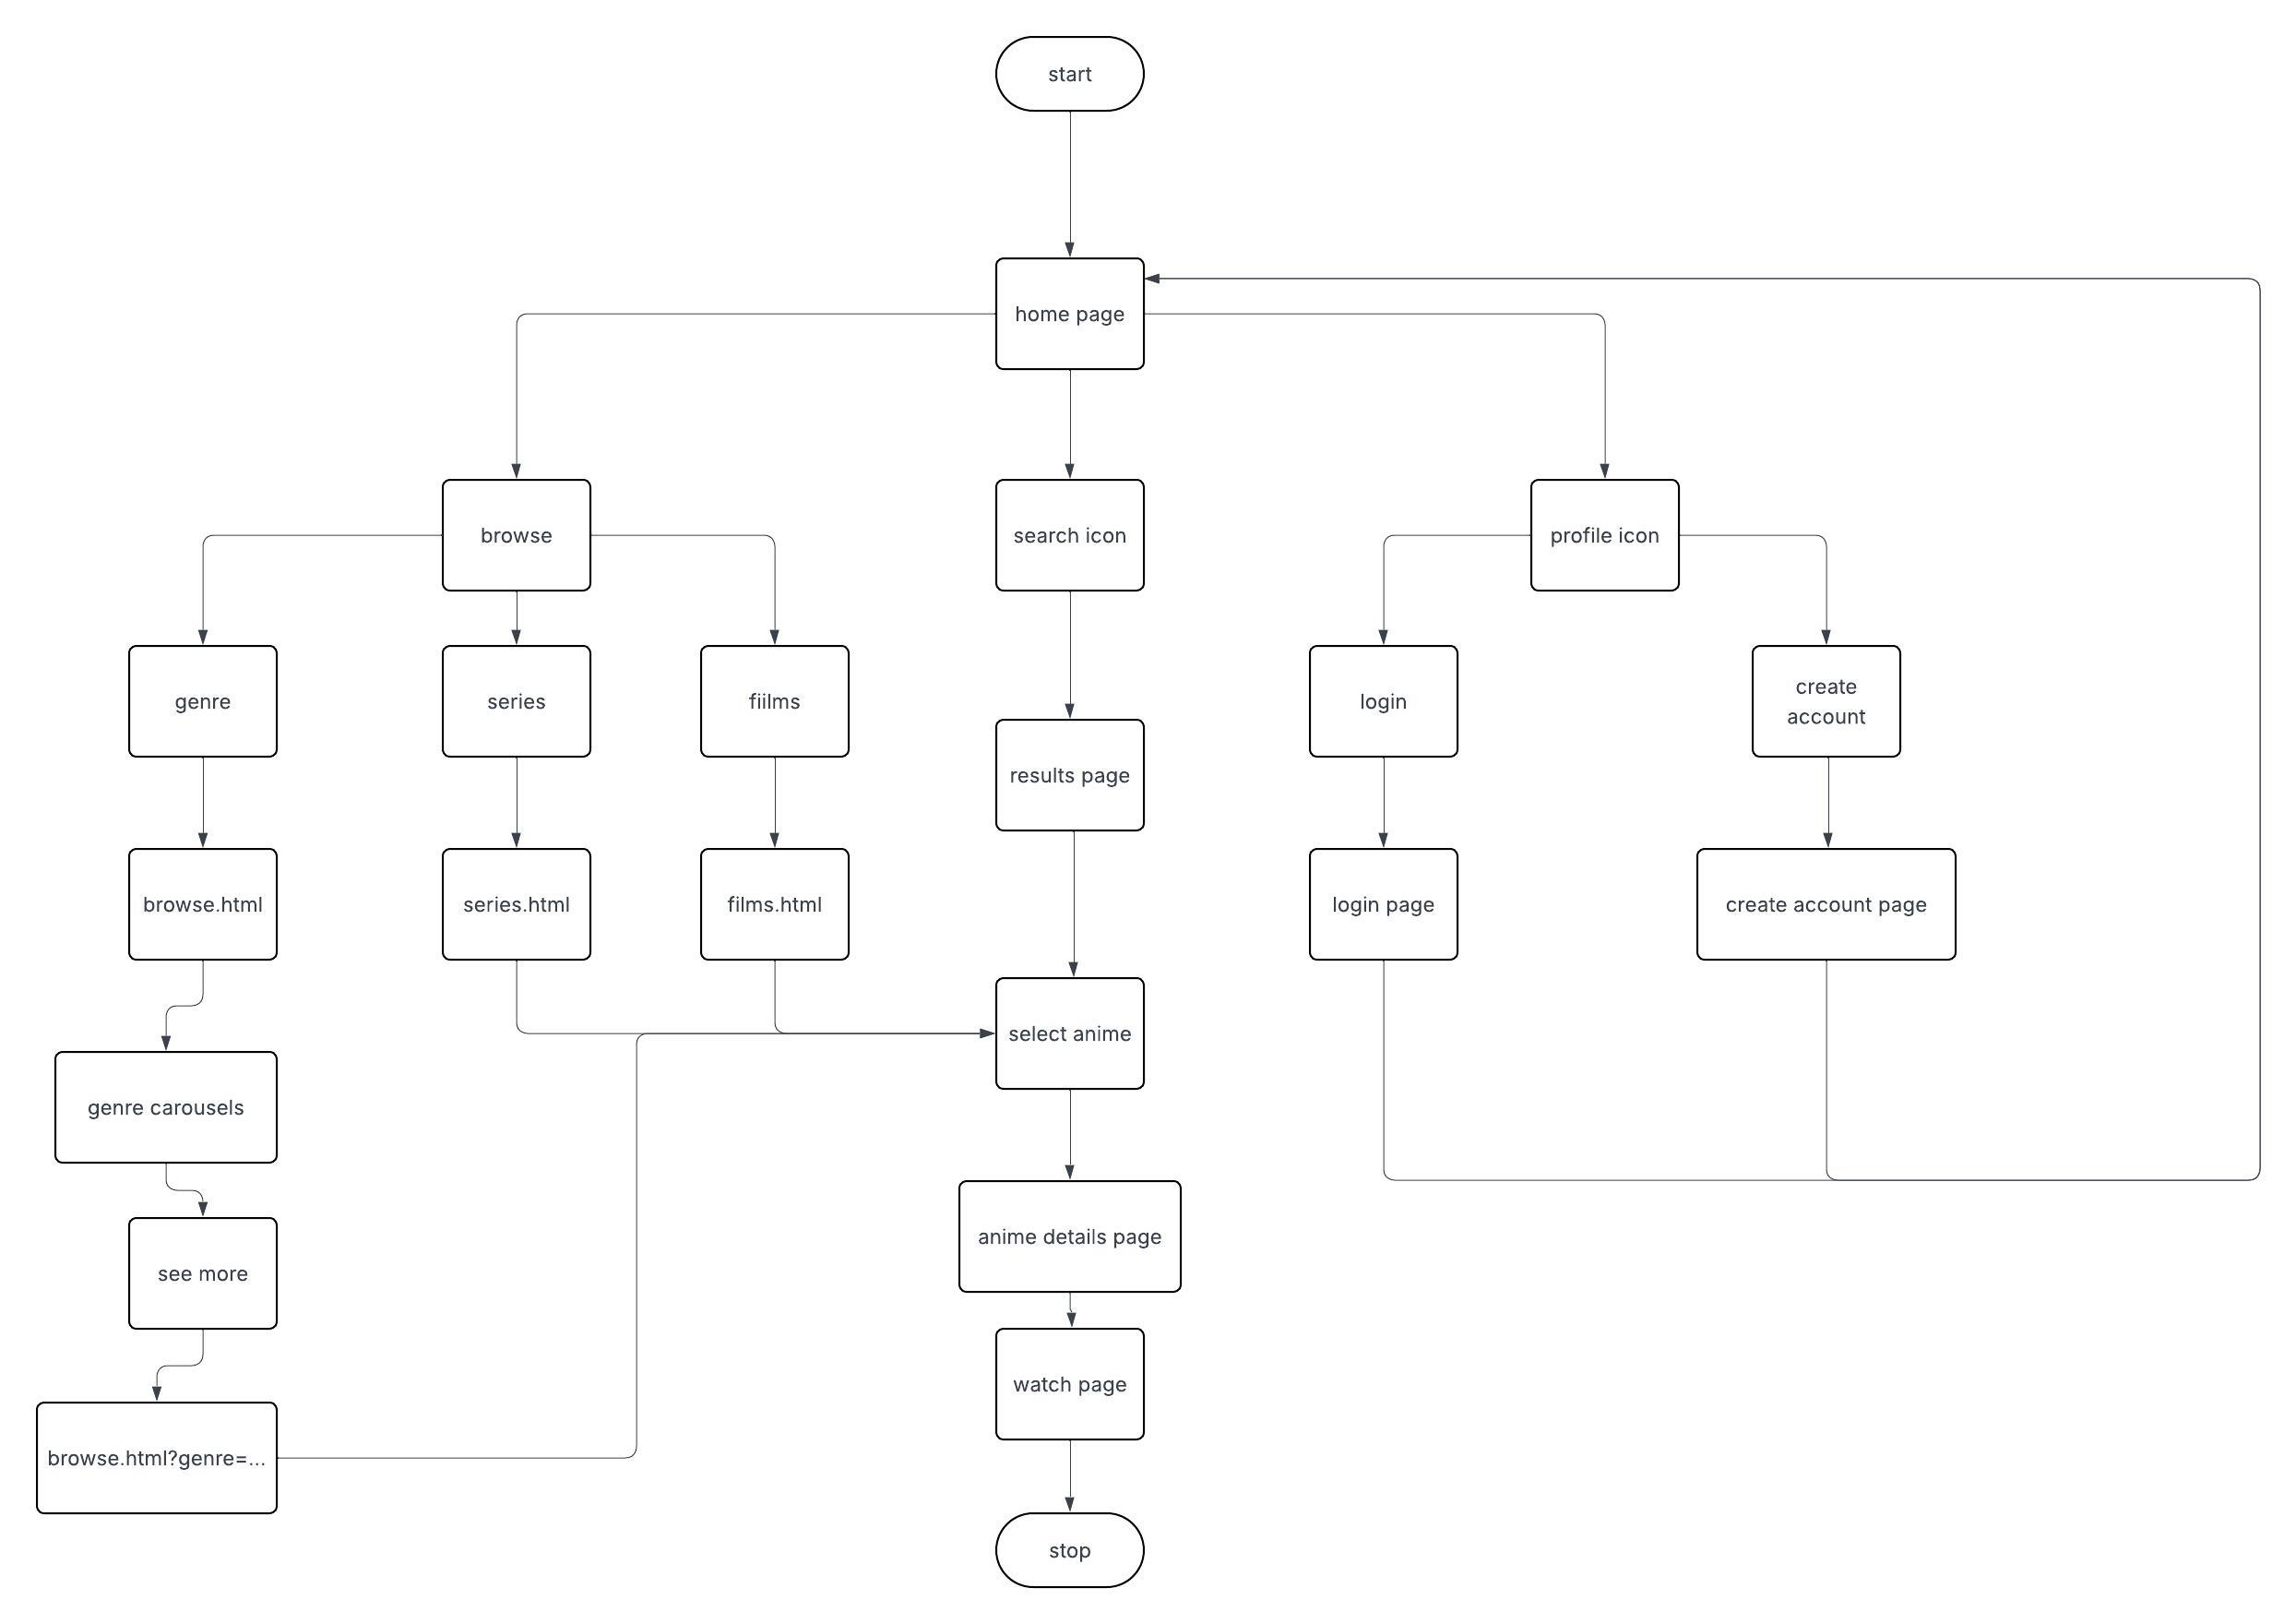 start
home page
browse
search icon
profile icon
genre
series
fiilms
login
create
account
results page
browse.html
series.html
films.html
login page
create account page
select anime
genre carousels
anime details page
see more
watch page
browse.html?genre=...
stop